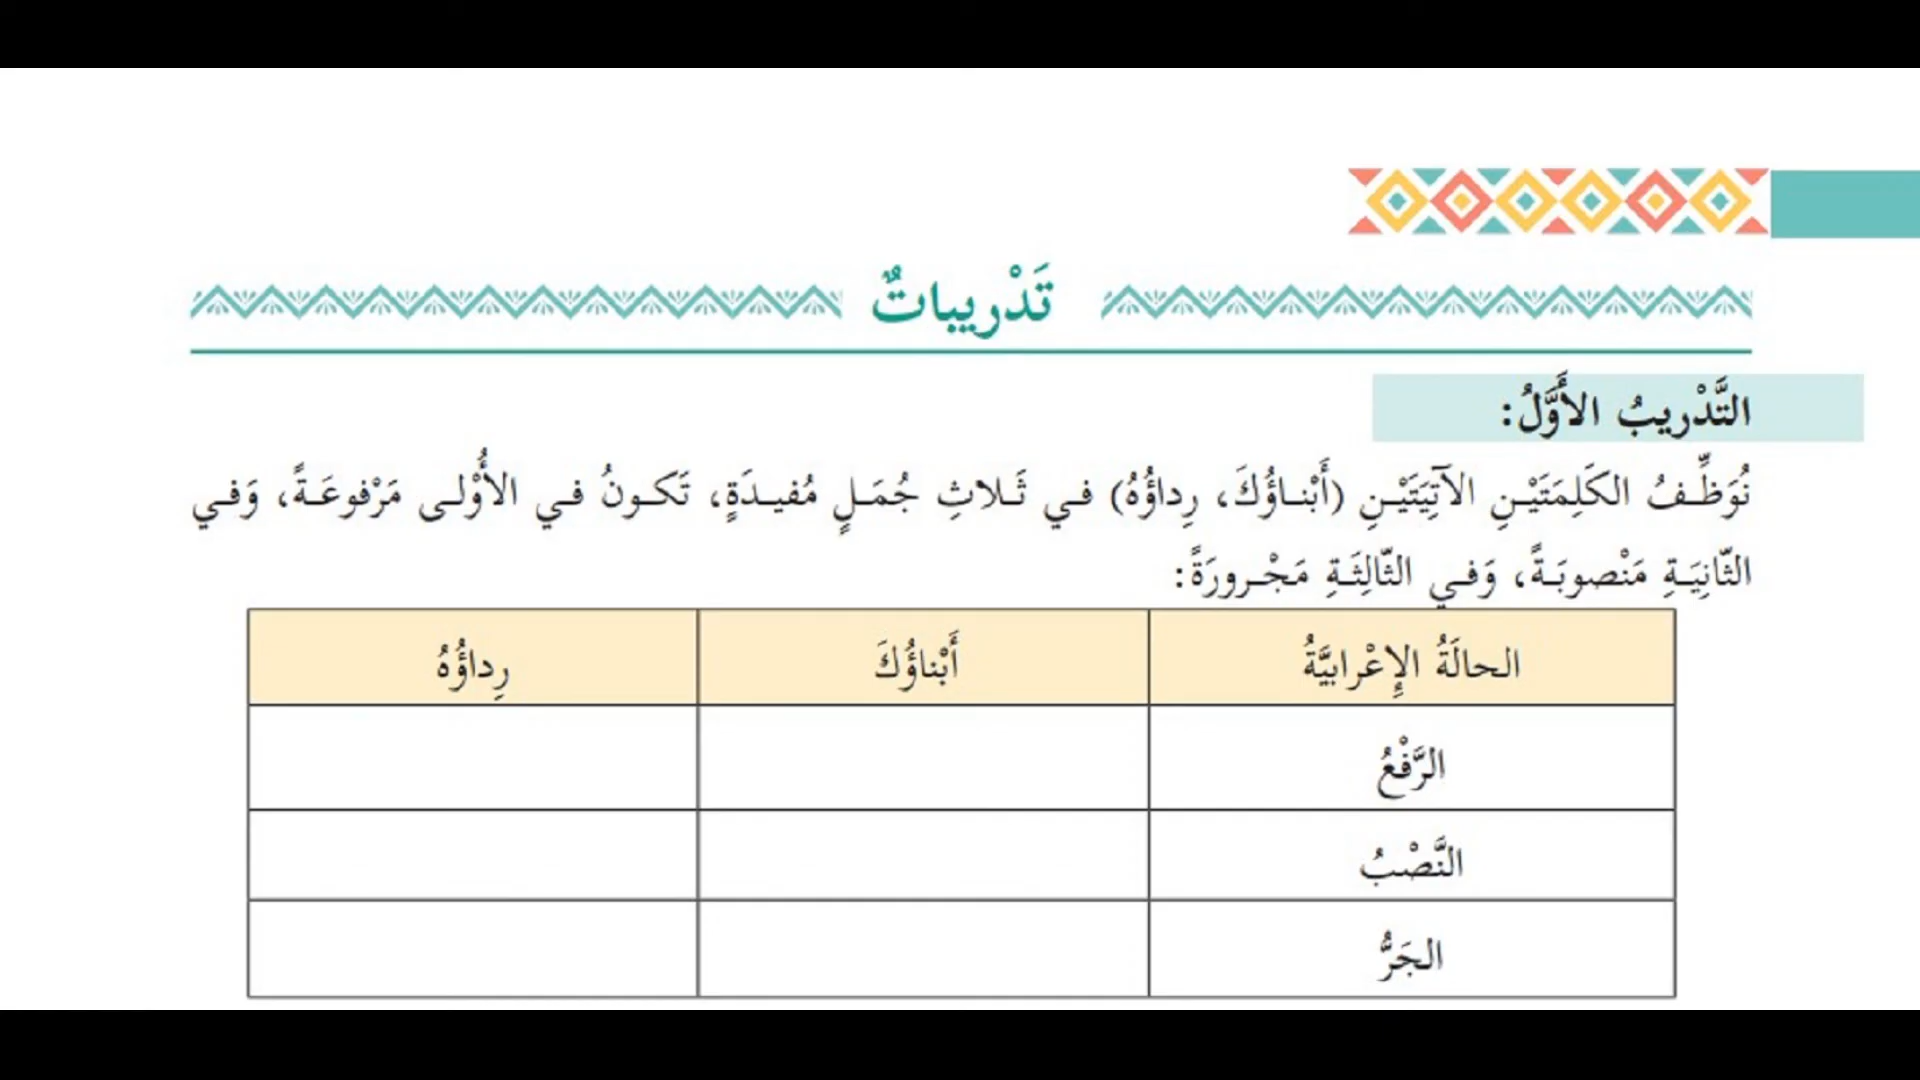 تَدْريباتٌ
التَّدْريبُ الأَوَّلُ:
نُوَظِّفُ الكَلِمَتَيْنِ الآتِيَتَيْنِ (أَبْناؤُكَ، رِداؤُهُ) في ثَلاثِ جُمَلٍ مُفيدَةٍ، تَكونُ في الأُوْلى مَرْفوعَةً، وَفي
الثّانِيَةِ مَنْصوبَةً، وَفي الثّالِثَةِ مَجْرورَةً:
الحالَةُ الإِعْرابيَّةُ أَبْناؤُكَ رِداؤُهُ
الرَّفْعُ
النَّصْبُ
الجَرُّ